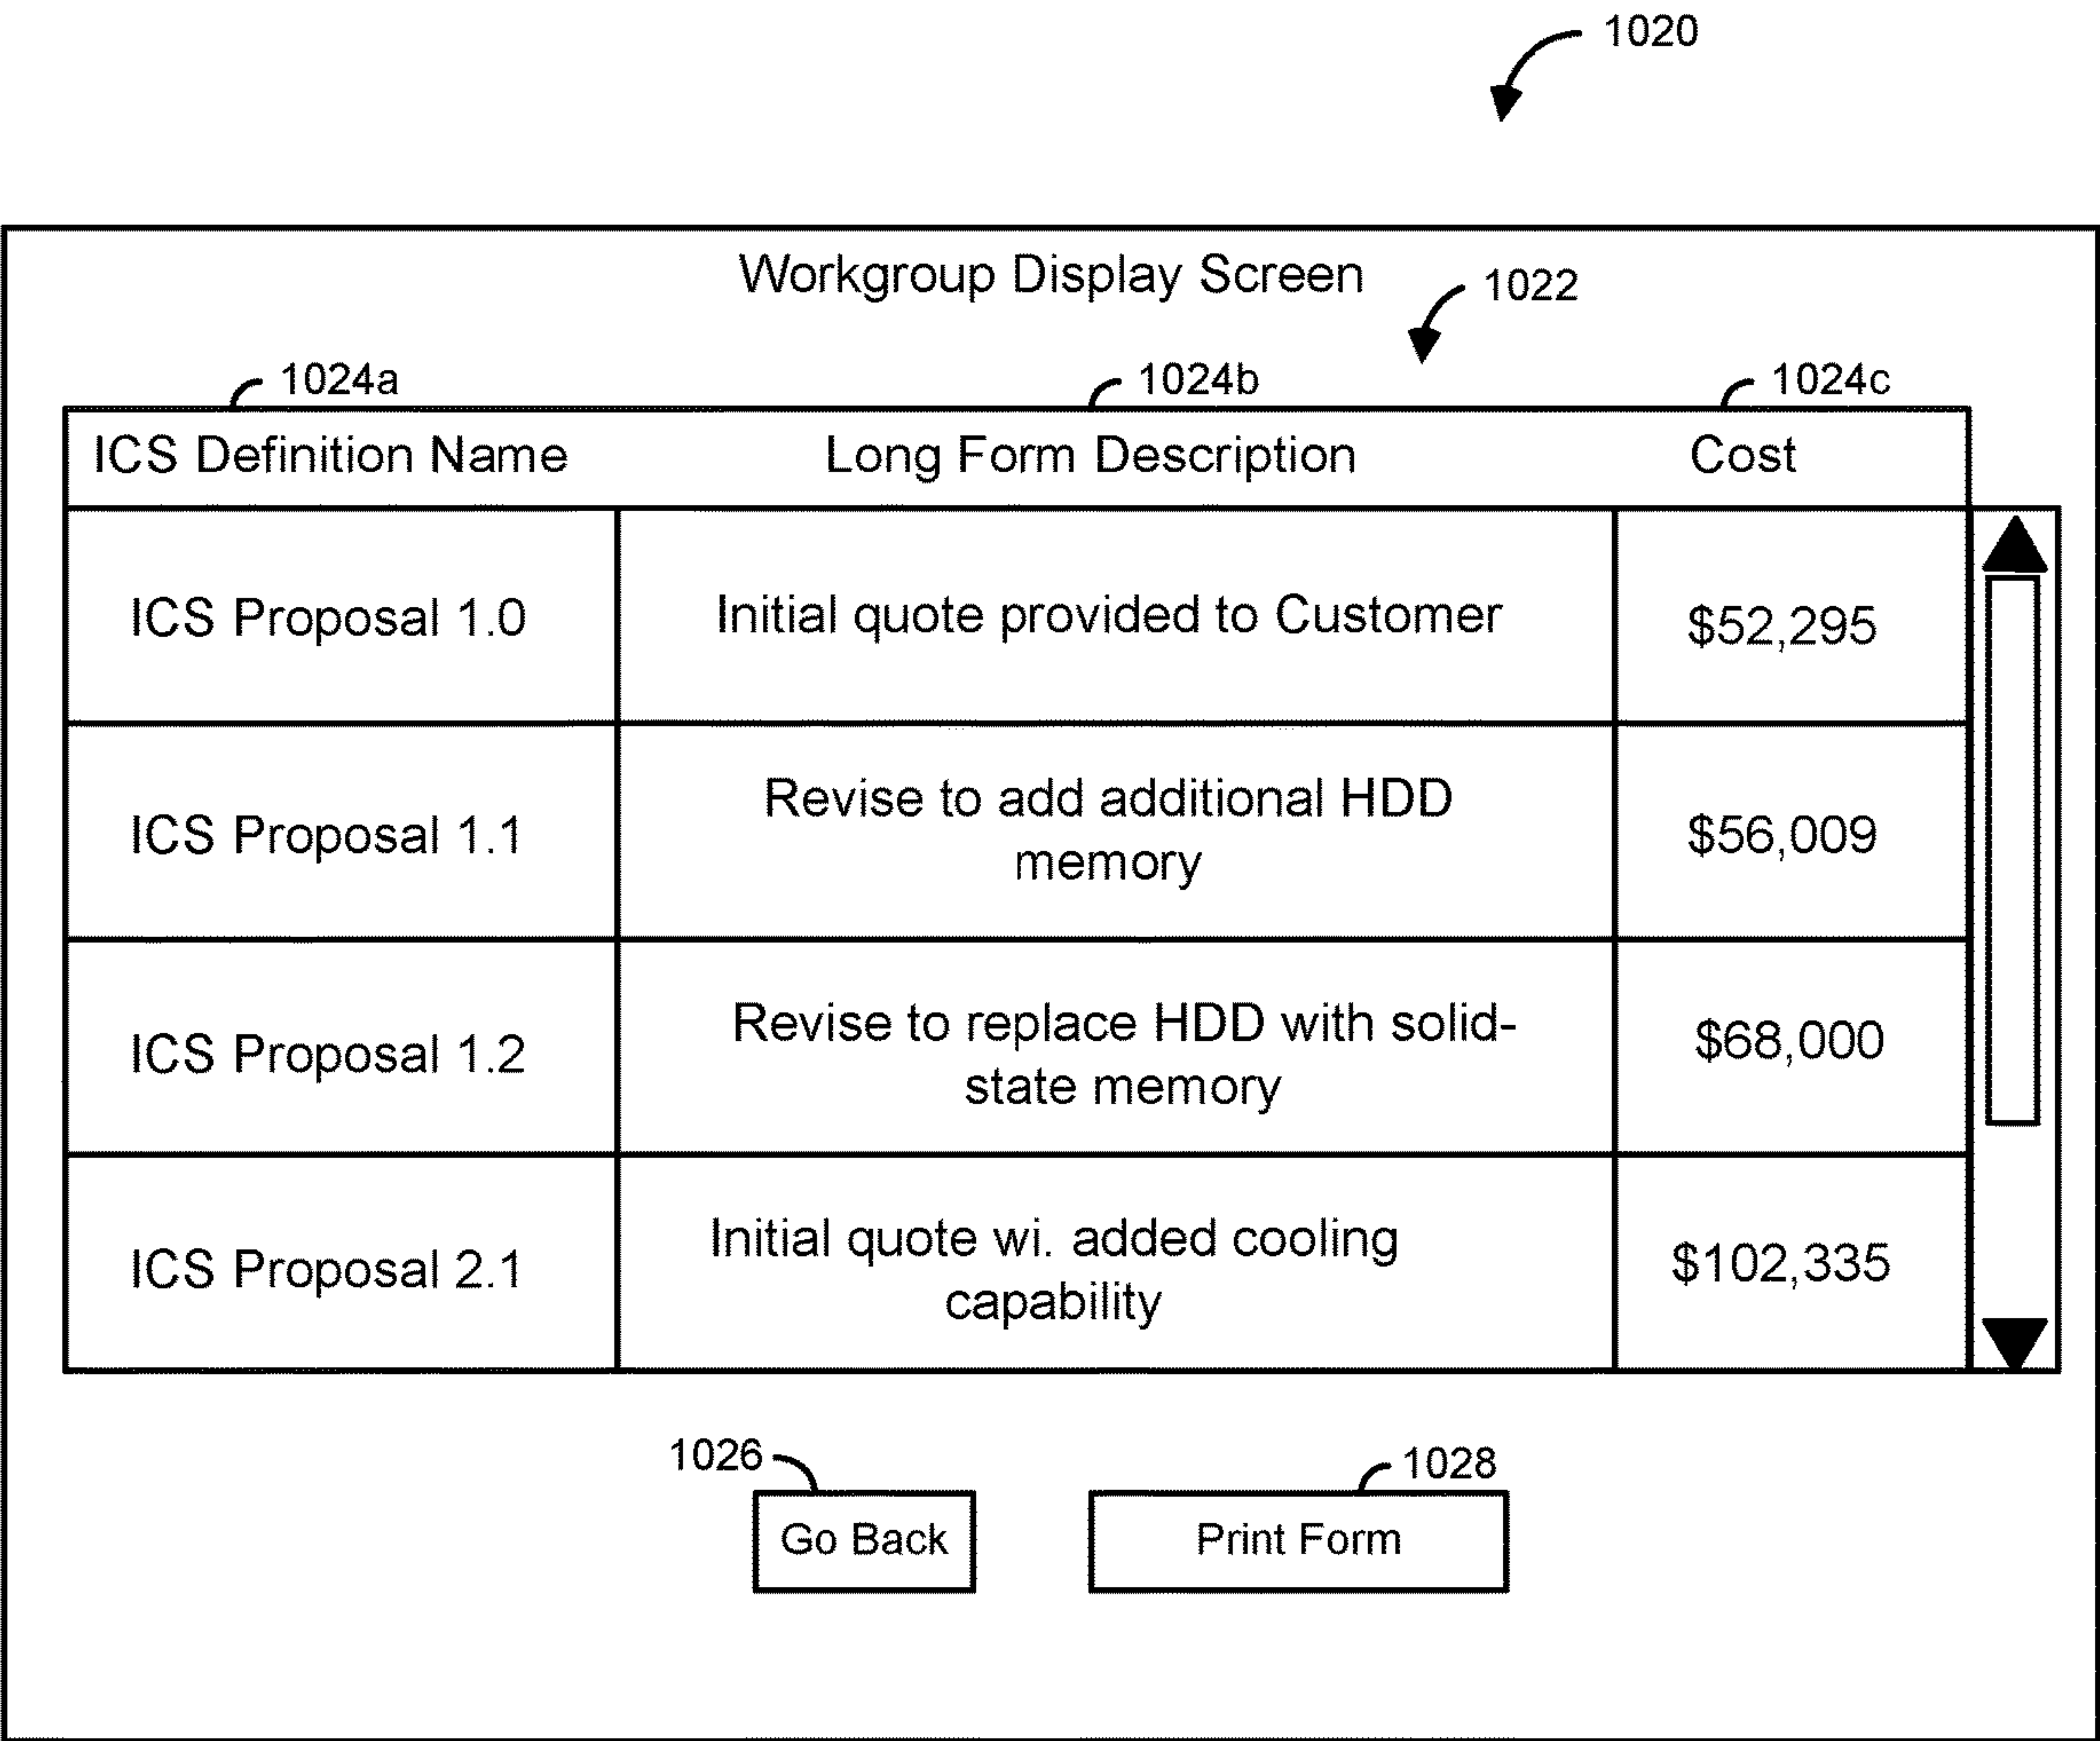 1020
Workgroup Display Screen
1022
1024a 1024b 1024c
ICS Definition Name Long Form Description Cost
ICS Proposal 1.0 Initial quote provided to Customer $52,295
Revise to add additional HDD
ICS Proposal 1.1 $56,009
memory
Revise to replace HDD with solid-
ICS Proposal 1.2 $68,000
state memory
Initial quote wi. added cooling
ICS Proposal 2.1 $102,335
capability
1026 1028
Go Back Print Form